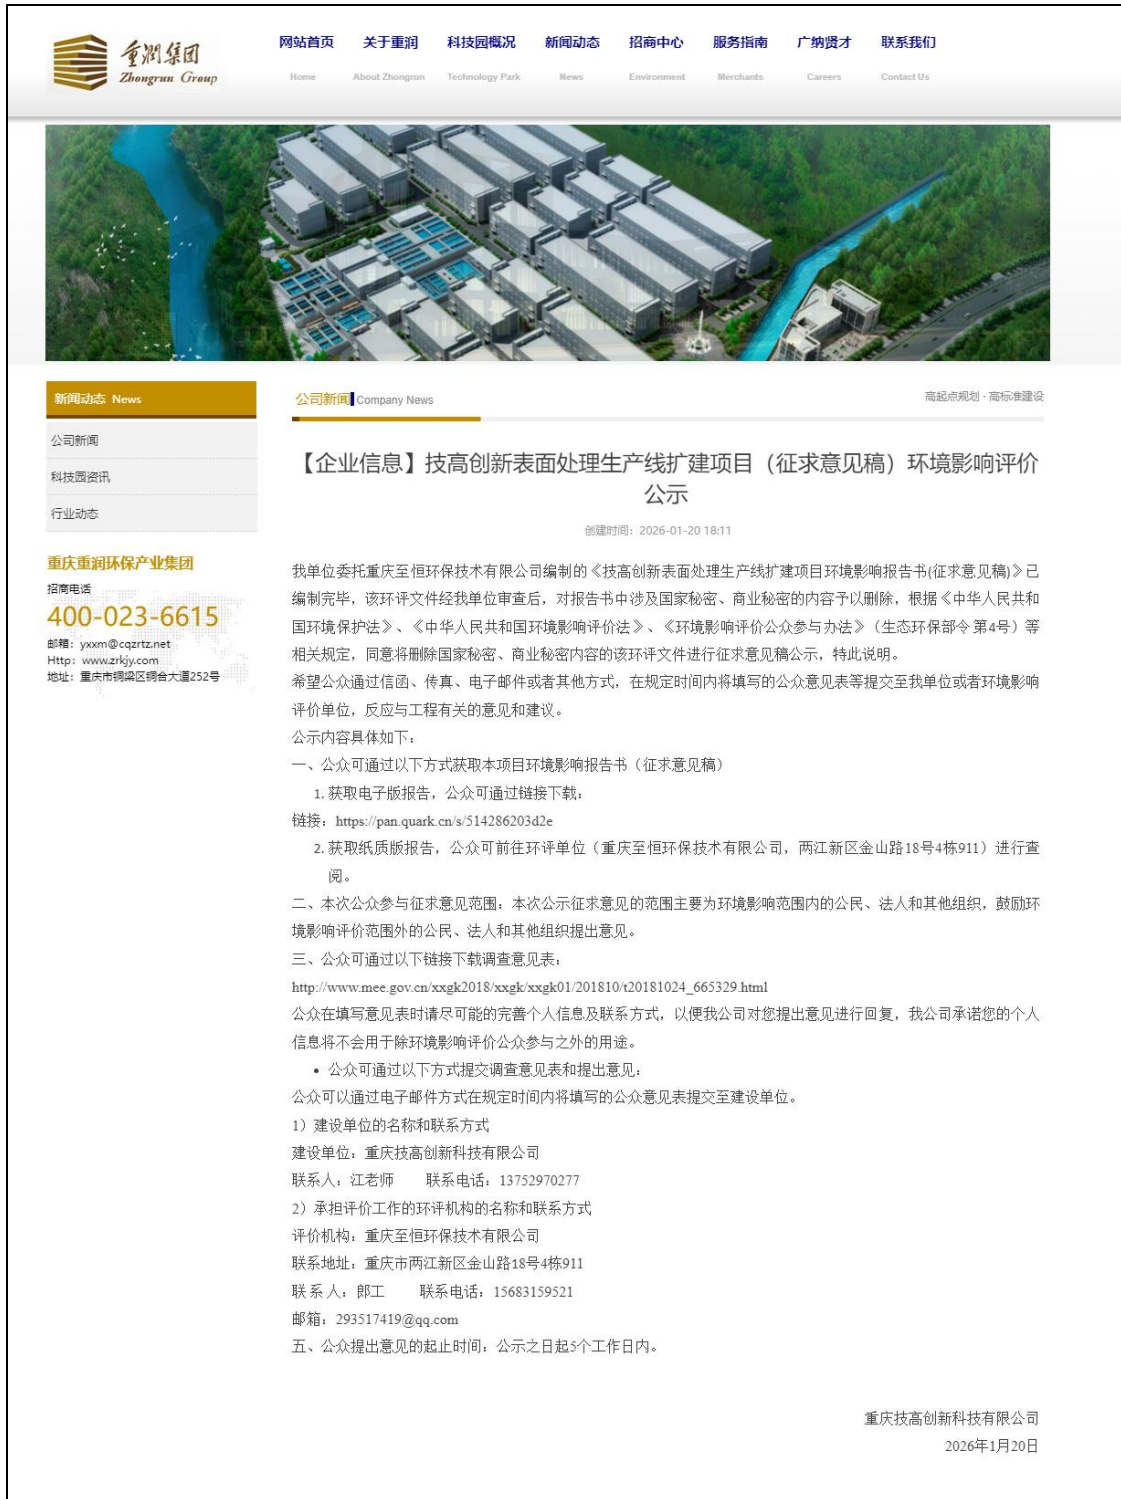 重润集团
Zhongrun Group
网站首页 关于重润 科技园概况 新闻动态 招商中心 服务指南 广纳贤才 联系我们
Home About Zhongrun Technology Park News Environment Merchants Careers Contact Us
新闻动态 News
公司新闻
科技园资讯
行业动态
重庆重润环保产业集团
招商电话
400-023-6615
邮箱：yxxm@cqzrtz.net
Http：www.zrkjy.com
地址：重庆市铜梁区铜合大道252号
公司新闻 Company News
高起点规划 · 高标准建设
【企业信息】技高创新表面处理生产线扩建项目（征求意见稿）环境影响评价
公示
创建时间：2026-01-20 18:11
我单位委托重庆至恒环保技术有限公司编制的《技高创新表面处理生产线扩建项目环境影响报告书(征求意见稿)》已
编制完毕，该环评文件经我单位审查后，对报告书中涉及国家秘密、商业秘密的内容予以删除，根据《中华人民共和
国环境保护法》、《中华人民共和国环境影响评价法》、《环境影响评价公众参与办法》（生态环保部令第4号）等
相关规定，同意将删除国家秘密、商业秘密内容的该环评文件进行征求意见稿公示，特此说明。
希望公众通过信函、传真、电子邮件或者其他方式，在规定时间内将填写的公众意见表等提交至我单位或者环境影响
评价单位，反应与工程有关的意见和建议。
公示内容具体如下：
一、公众可通过以下方式获取本项目环境影响报告书（征求意见稿）
1. 获取电子版报告，公众可通过链接下载：
链接：https://pan.quark.cn/s/514286203d2e
2. 获取纸质版报告，公众可前往环评单位（重庆至恒环保技术有限公司，两江新区金山路18号4栋911）进行查
阅。
二、本次公众参与征求意见范围：本次公示征求意见的范围主要为环境影响范围内的公民、法人和其他组织，鼓励环
境影响评价范围外的公民、法人和其他组织提出意见。
三、公众可通过以下链接下载调查意见表：
http://www.mee.gov.cn/xxgk2018/xxgk/xxgk01/201810/t20181024_665329.html
公众在填写意见表时请尽可能的完善个人信息及联系方式，以便我公司对您提出意见进行回复，我公司承诺您的个人
信息将不会用于除环境影响评价公众参与之外的用途。
• 公众可通过以下方式提交调查意见表和提出意见：
公众可以通过电子邮件方式在规定时间内将填写的公众意见表提交至建设单位。
1）建设单位的名称和联系方式
建设单位：重庆技高创新科技有限公司
联系人：江老师 联系电话：13752970277
2）承担评价工作的环评机构的名称和联系方式
评价机构：重庆至恒环保技术有限公司
联系地址：重庆市两江新区金山路18号4栋911
联 系 人：郎工 联系电话：15683159521
邮箱：293517419@qq.com
五、公众提出意见的起止时间：公示之日起5个工作日内。
重庆技高创新科技有限公司
2026年1月20日